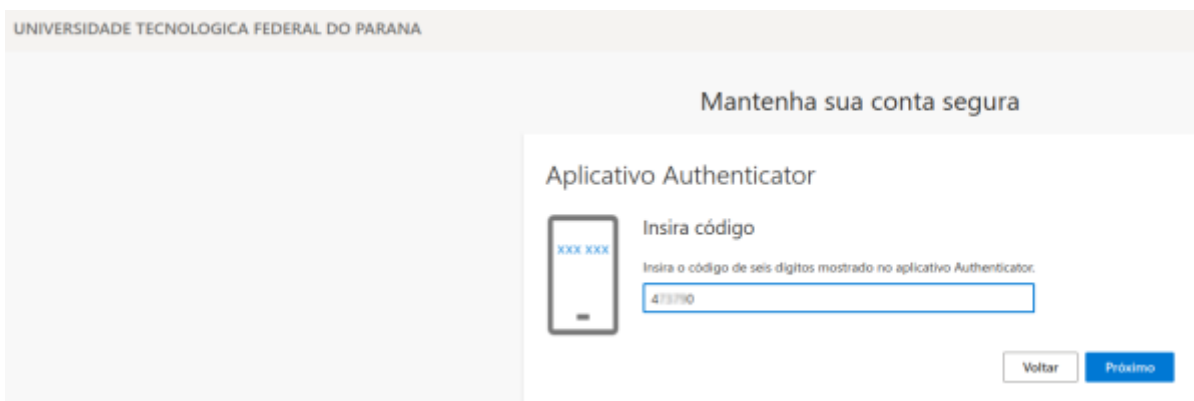 UNIVERSIDADE TECNOLOGICA FEDERAL DO PARANA
Mantenha sua conta segura
Aplicativo Authenticator
Insira código
XXX XXX
Insira o código de seis dígitos mostrado no aplicativo Authenticator.
Voltar
Próximo